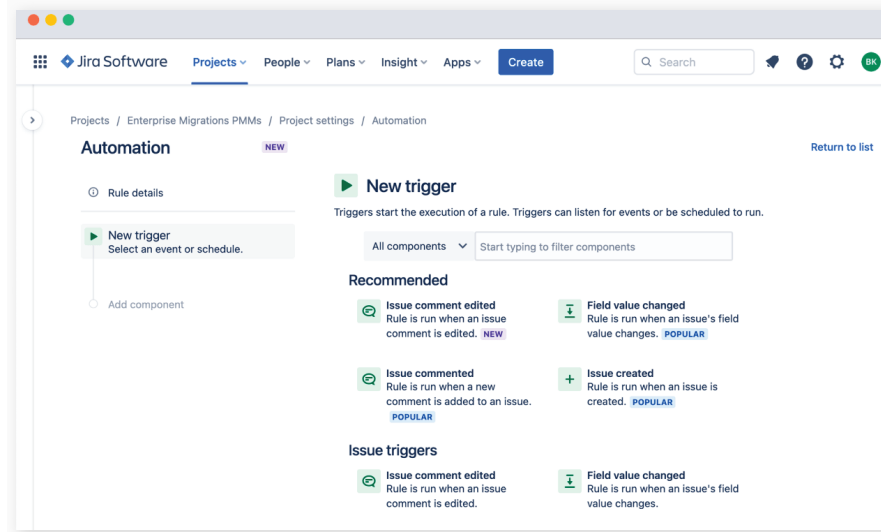 Jira Software Projects People Plans Insight Apps Create Search BK
Projects / Enterprise Migrations PMMs / Project settings / Automation
Automation NEW Return to list
Rule details
New trigger
Select an event or schedule.
Add component
New trigger
Triggers start the execution of a rule. Triggers can listen for events or be scheduled to run.
All components Start typing to filter components
Recommended
Issue comment edited
Rule is run when an issue
comment is edited. NEW
Field value changed
Rule is run when an issue's field
value changes. POPULAR
Issue commented
Rule is run when a new
comment is added to an issue.
POPULAR
Issue created
Rule is run when an issue is
created. POPULAR
Issue triggers
Issue comment edited
Rule is run when an issue
comment is edited.
Field value changed
Rule is run when an issue's field
value changes.